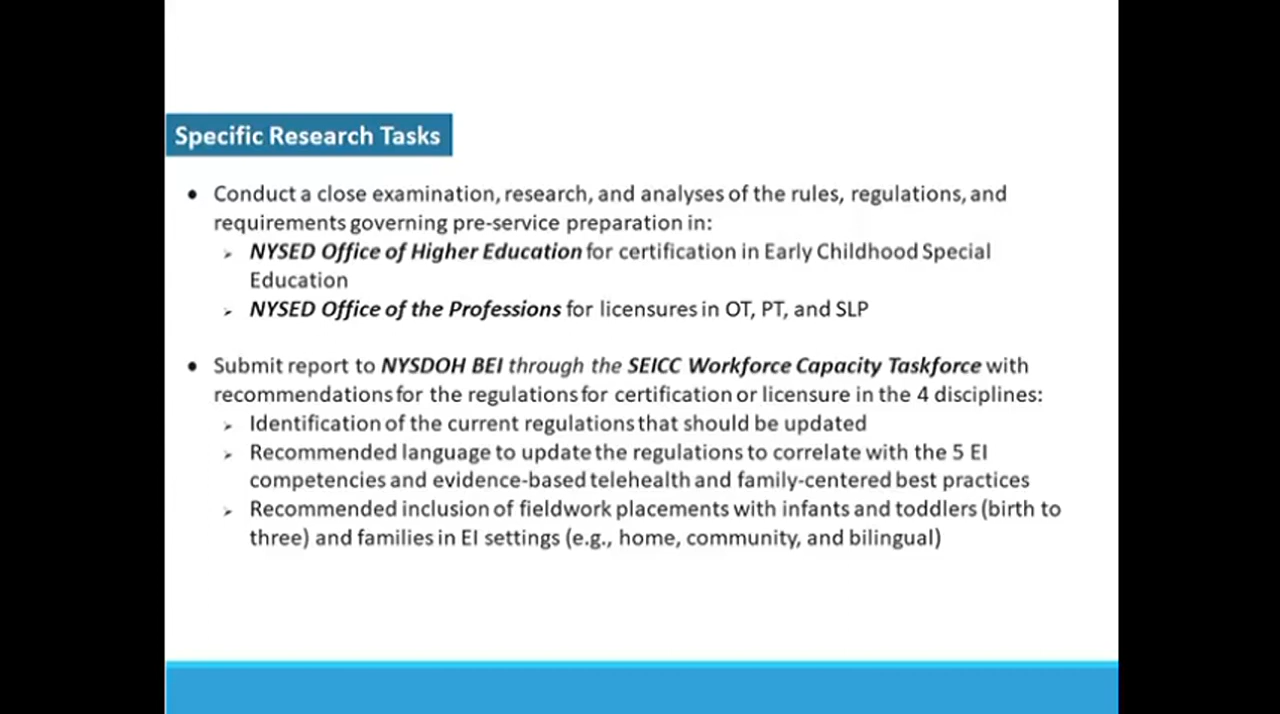 Specific Research Tasks
• Conduct a close examination, research, and analyses of the rules, regulations, and
requirements governing pre-service preparation in:
➢ NYSED Office of Higher Education for certification in Early Childhood Special
Education
➢ NYSED Office of the Professions for licensures in OT, PT, and SLP
• Submit report to NYSDOH BEI through the SEICC Workforce Capacity Taskforce with
recommendations for the regulations for certification or licensure in the 4 disciplines:
➢ Identification of the current regulations that should be updated
➢ Recommended language to update the regulations to correlate with the 5 EI
competencies and evidence-based telehealth and family-centered best practices
➢ Recommended inclusion of fieldwork placements with infants and toddlers (birth to
three) and families in EI settings (e.g., home, community, and bilingual)